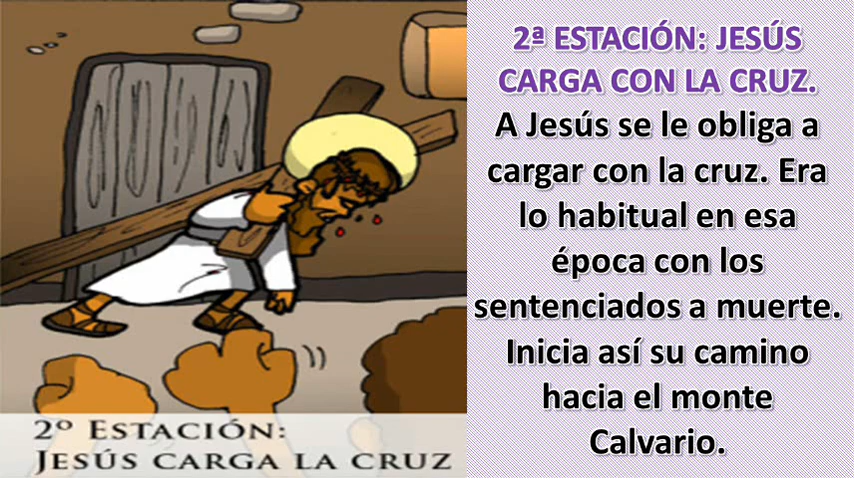 2º ESTACIÓN:
JESÚS CARGA LA CRUZ
2ª ESTACIÓN: JESÚS
CARGA CON LA CRUZ.
A Jesús se le obliga a
cargar con la cruz. Era
lo habitual en esa
época con los
sentenciados a muerte.
Inicia así su camino
hacia el monte
Calvario.